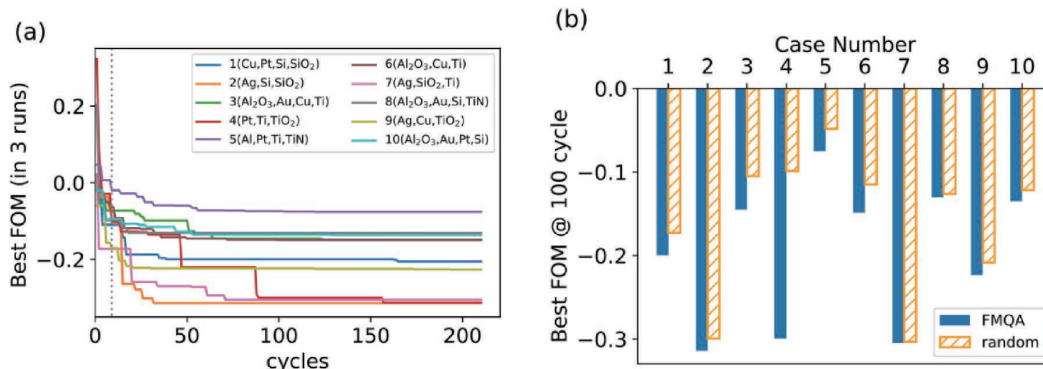 (a)
Best FOM (in 3 runs)
0.2
0.0
−0.2
0
50
100
150
200
cycles
1(Cu,Pt,Si,SiO₂)
2(Ag,Si,SiO₂)
3(Al₂O₃,Au,Cu,Ti)
4(Pt,Ti,TiO₂)
5(Al,Pt,Ti,TiN)
6(Al₂O₃,Cu,Ti)
7(Ag,SiO₂,Ti)
8(Al₂O₃,Au,Si,TiN)
9(Ag,Cu,TiO₂)
10(Al₂O₃,Au,Pt,Si)
(b)
Case Number
1 2 3 4 5 6 7 8 9 10
Best FOM @ 100 cycle
0.0
−0.1
−0.2
−0.3
FMQA
random